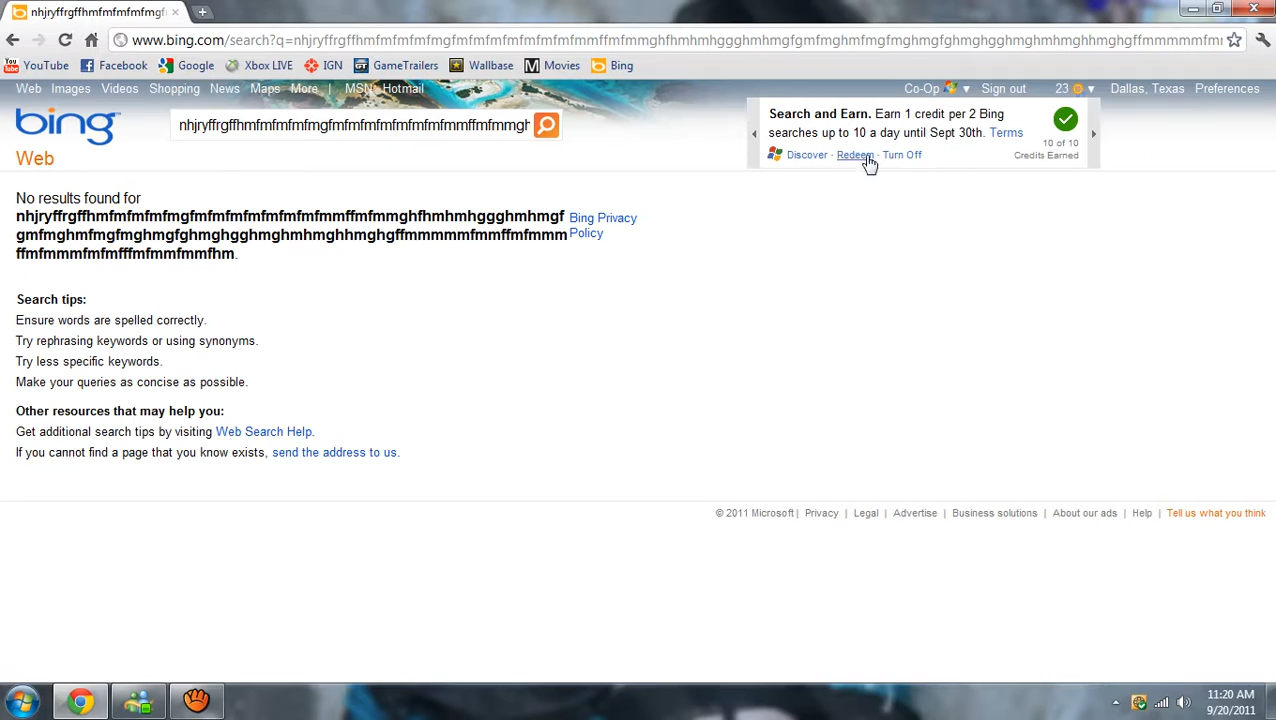 nhjryffrgffhmfmfmfmfmgfi
www.bing.com/search?q=nhjryffrgffhmfmfmfmfmgfmfmfmfmfmfmfmfmmffmfmmghfhmhmhggghmhmgfgmfmghmfmgfmghmgfghmghgghmghmhmghhmghgffmmmmmfmı
YouTube Facebook Google Xbox LIVE IGN GameTrailers Wallbase Movies Bing
Web Images Videos Shopping News Maps More | MSN Hotmail Co-Op Sign out 23 Dallas, Texas Preferences
bing
nhjryffrgffhmfmfmfmfmgfmfmfmfmfmfmfmfmmffmfmmgh
Search and Earn. Earn 1 credit per 2 Bing
searches up to 10 a day until Sept 30th. Terms
Discover · Redeem · Turn Off
10 of 10
Credits Earned
Web
No results found for
nhjryffrgffhmfmfmfmfmgfmfmfmfmfmfmfmfmmffmfmmghfhmhmhggghmhmgf
gmfmghmfmgfmghmgfghmghgghmghmhmghhmghgffmmmmmfmmffmfmmm
ffmfmmmfmfmfffmfmmfmmfhm.
Bing Privacy
Policy
Search tips:
Ensure words are spelled correctly.
Try rephrasing keywords or using synonyms.
Try less specific keywords.
Make your queries as concise as possible.
Other resources that may help you:
Get additional search tips by visiting Web Search Help.
If you cannot find a page that you know exists, send the address to us.
© 2011 Microsoft | Privacy | Legal | Advertise | Business solutions | About our ads | Help | Tell us what you think
11:20 AM
9/20/2011